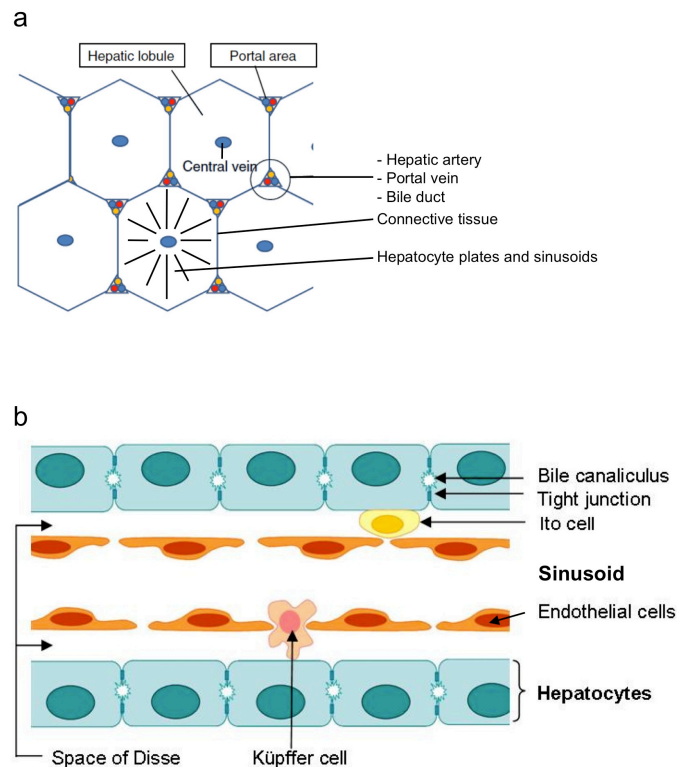 a
Hepatic lobule
Portal area
Central vein
- Hepatic artery
- Portal vein
- Bile duct
Connective tissue
Hepatocyte plates and sinusoids
b
Bile canaliculus
Tight junction
Ito cell
Sinusoid
Endothelial cells
Hepatocytes
Space of Disse
Küpffer cell